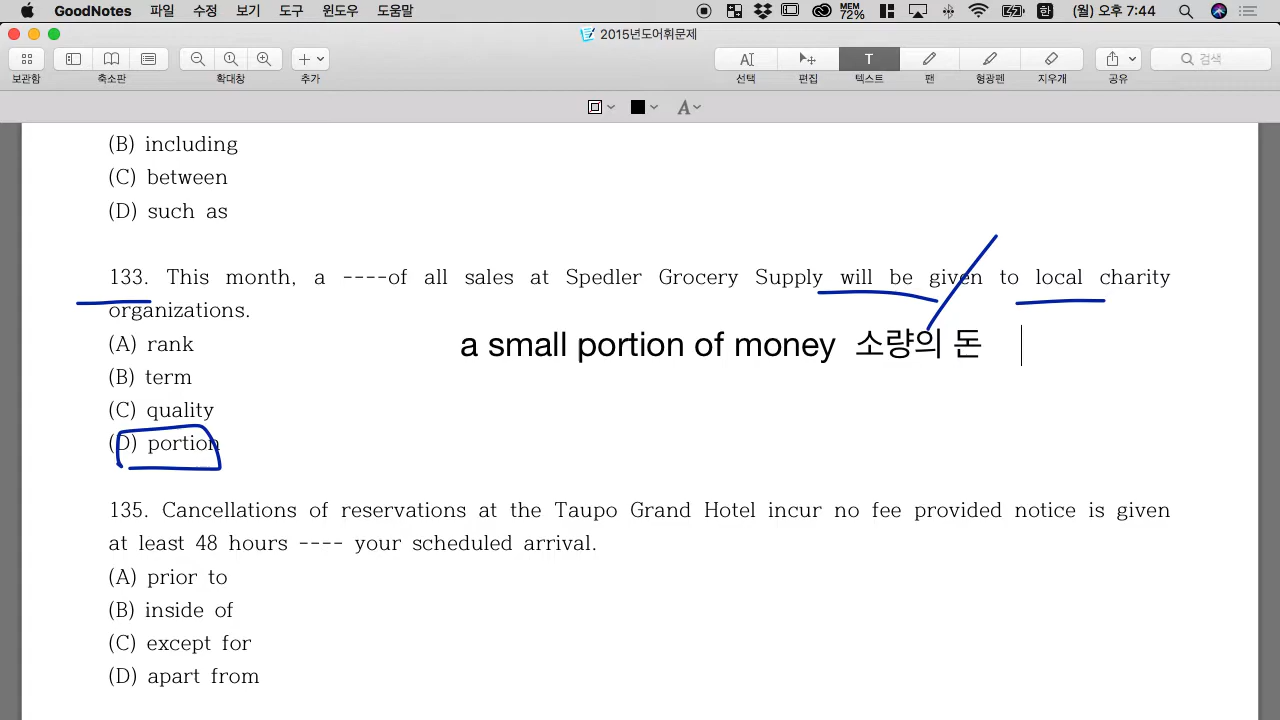 GoodNotes 파일 수정 보기 도구 윈도우 도움말 MEM 72% 한 (월) 오후 7:44
2015년도어휘문제
T 검색
보관함 축소판 확대창 추가 선택 편집 텍스트 펜 형광펜 지우개 공유
(B) including
(C) between
(D) such as
133. This month, a ----of all sales at Spedler Grocery Supply will be given to local charity
organizations.
(A) rank
a small portion of money 소량의 돈
(B) term
(C) quality
(D) portion
135. Cancellations of reservations at the Taupo Grand Hotel incur no fee provided notice is given
at least 48 hours ---- your scheduled arrival.
(A) prior to
(B) inside of
(C) except for
(D) apart from